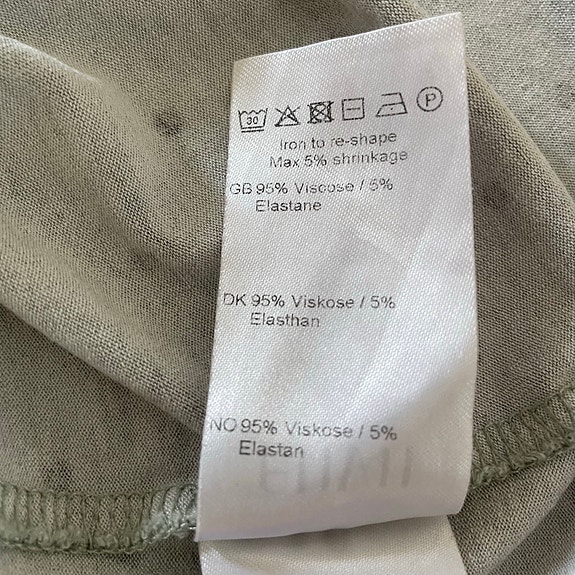 30 P
Iron to re-shape
Max 5% shrinkage
GB 95% Viscose / 5%
Elastane
DK 95% Viskose / 5%
Elasthan
NO 95% Viskose / 5%
Elastan